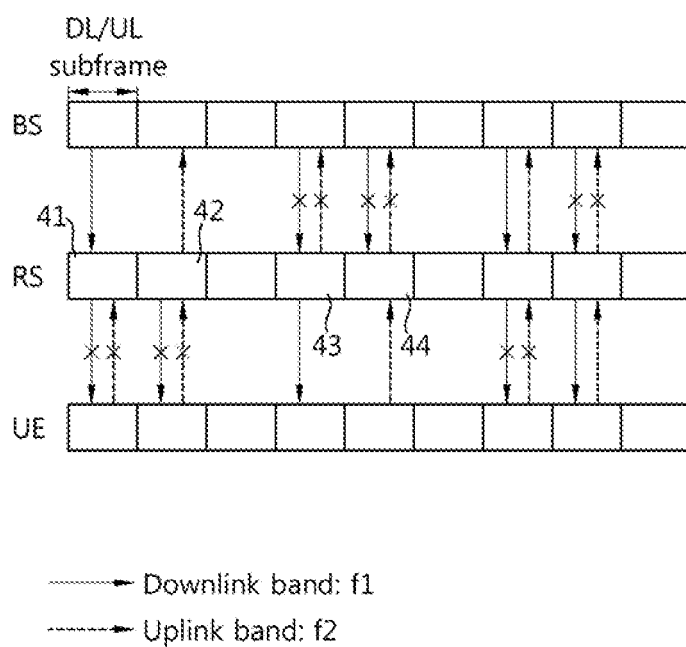 DL/UL
subframe
BS
41
42
RS
43
44
UE
Downlink band: f1
Uplink band: f2